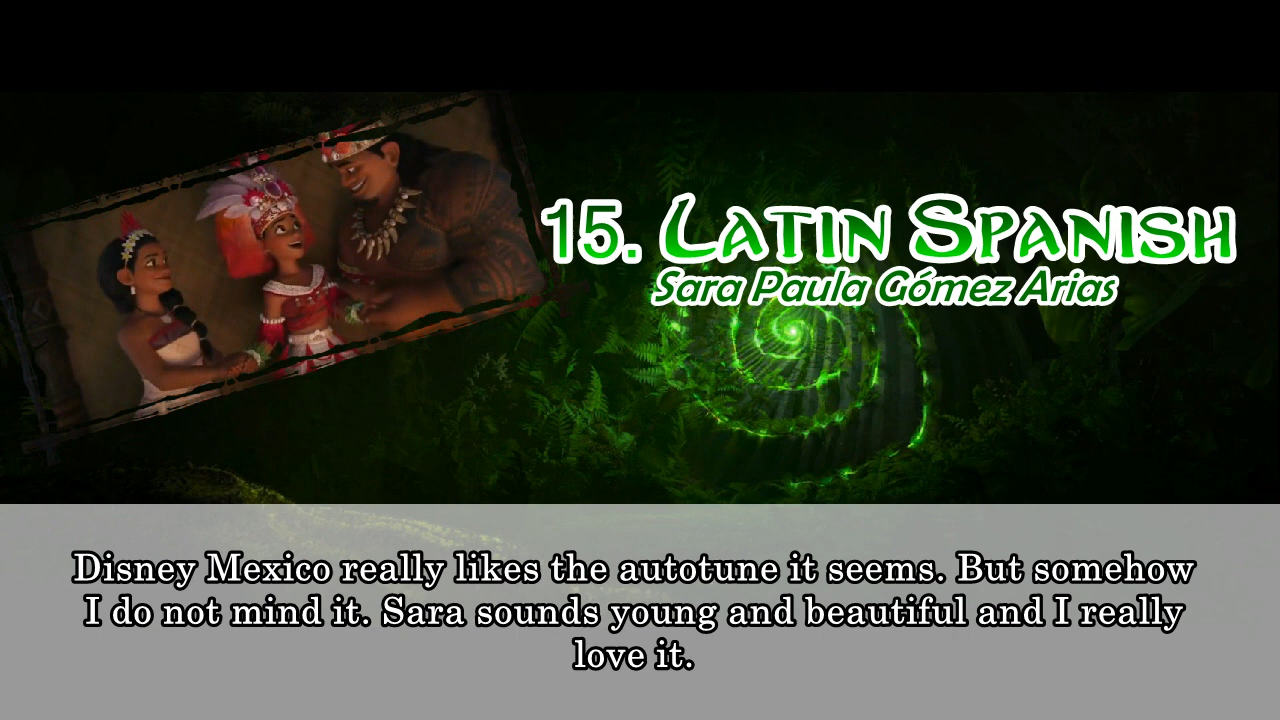 15. Latin Spanish
Sara Paula Gómez Arias
Disney Mexico really likes the autotune it seems. But somehow
I do not mind it. Sara sounds young and beautiful and I really
love it.